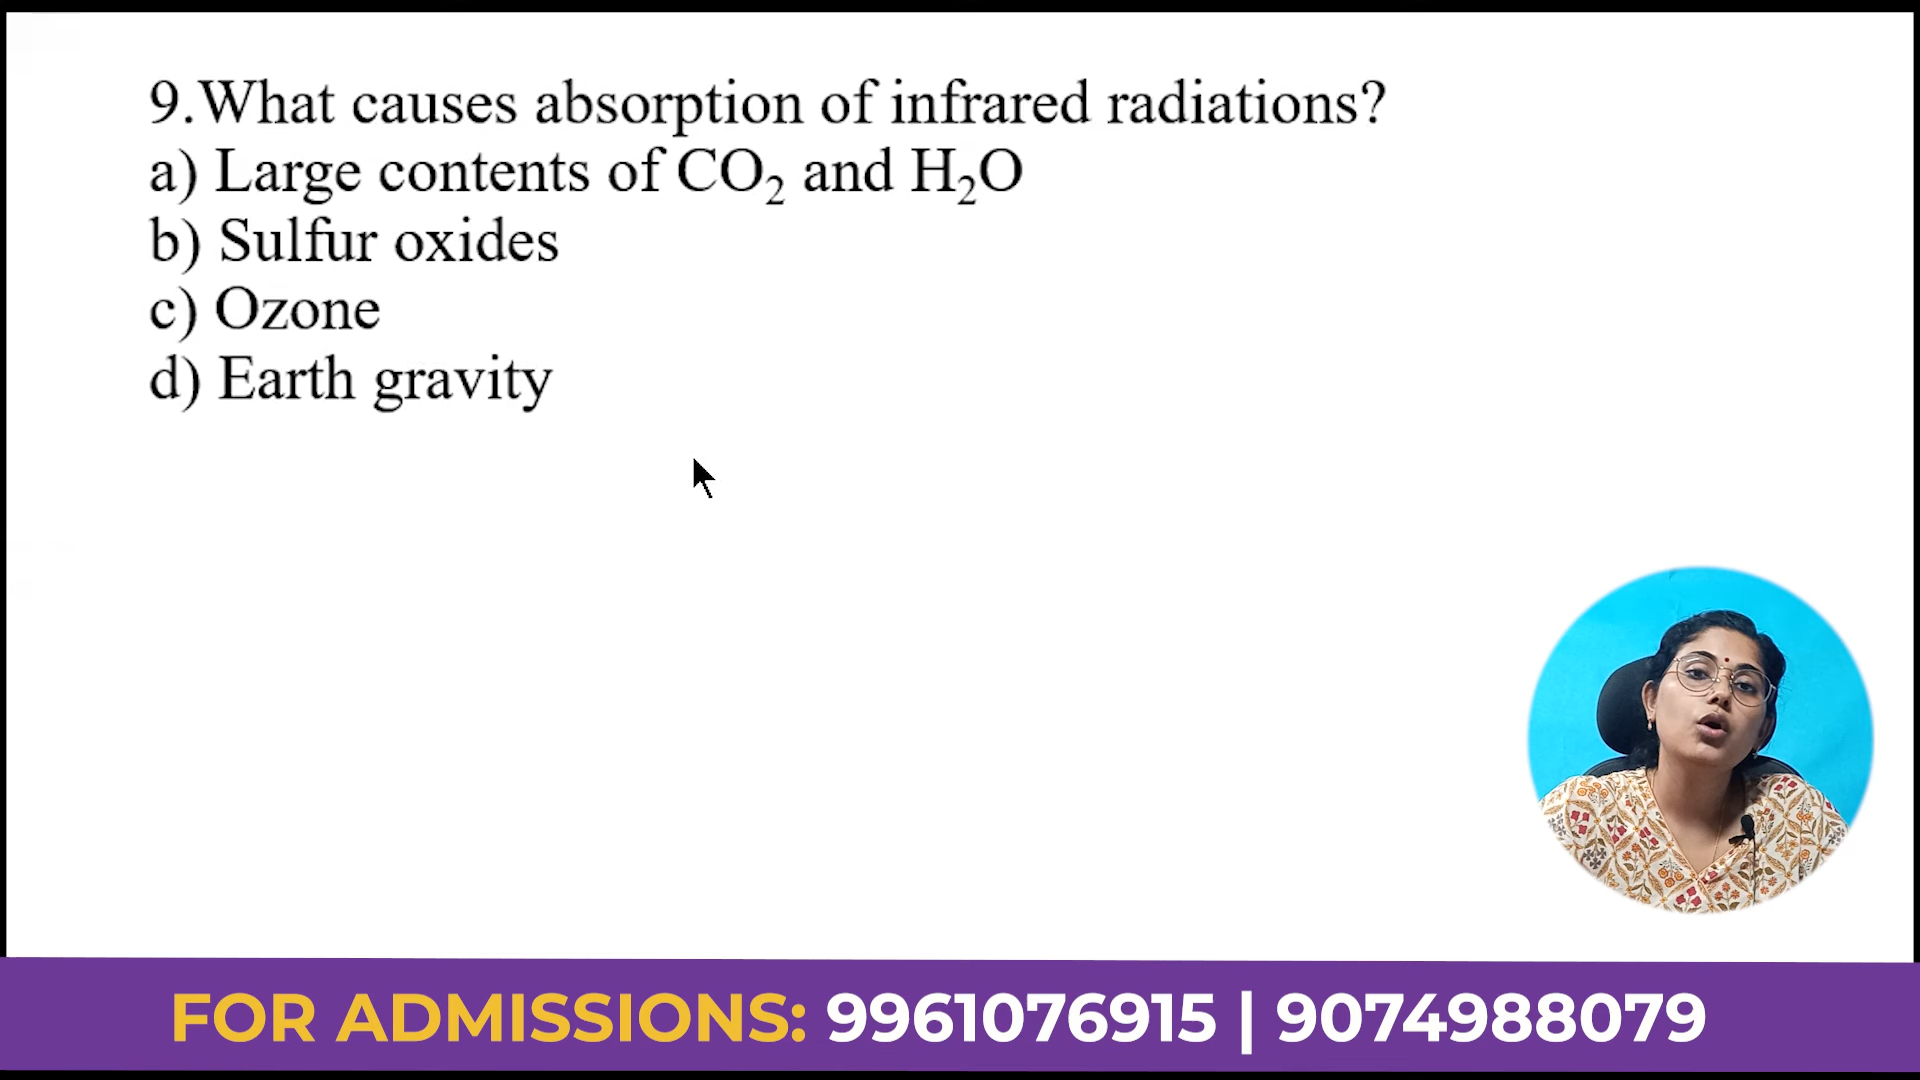 9.What causes absorption of infrared radiations?
a) Large contents of CO₂ and H₂O
b) Sulfur oxides
c) Ozone
d) Earth gravity
FOR ADMISSIONS: 9961076915 | 9074988079